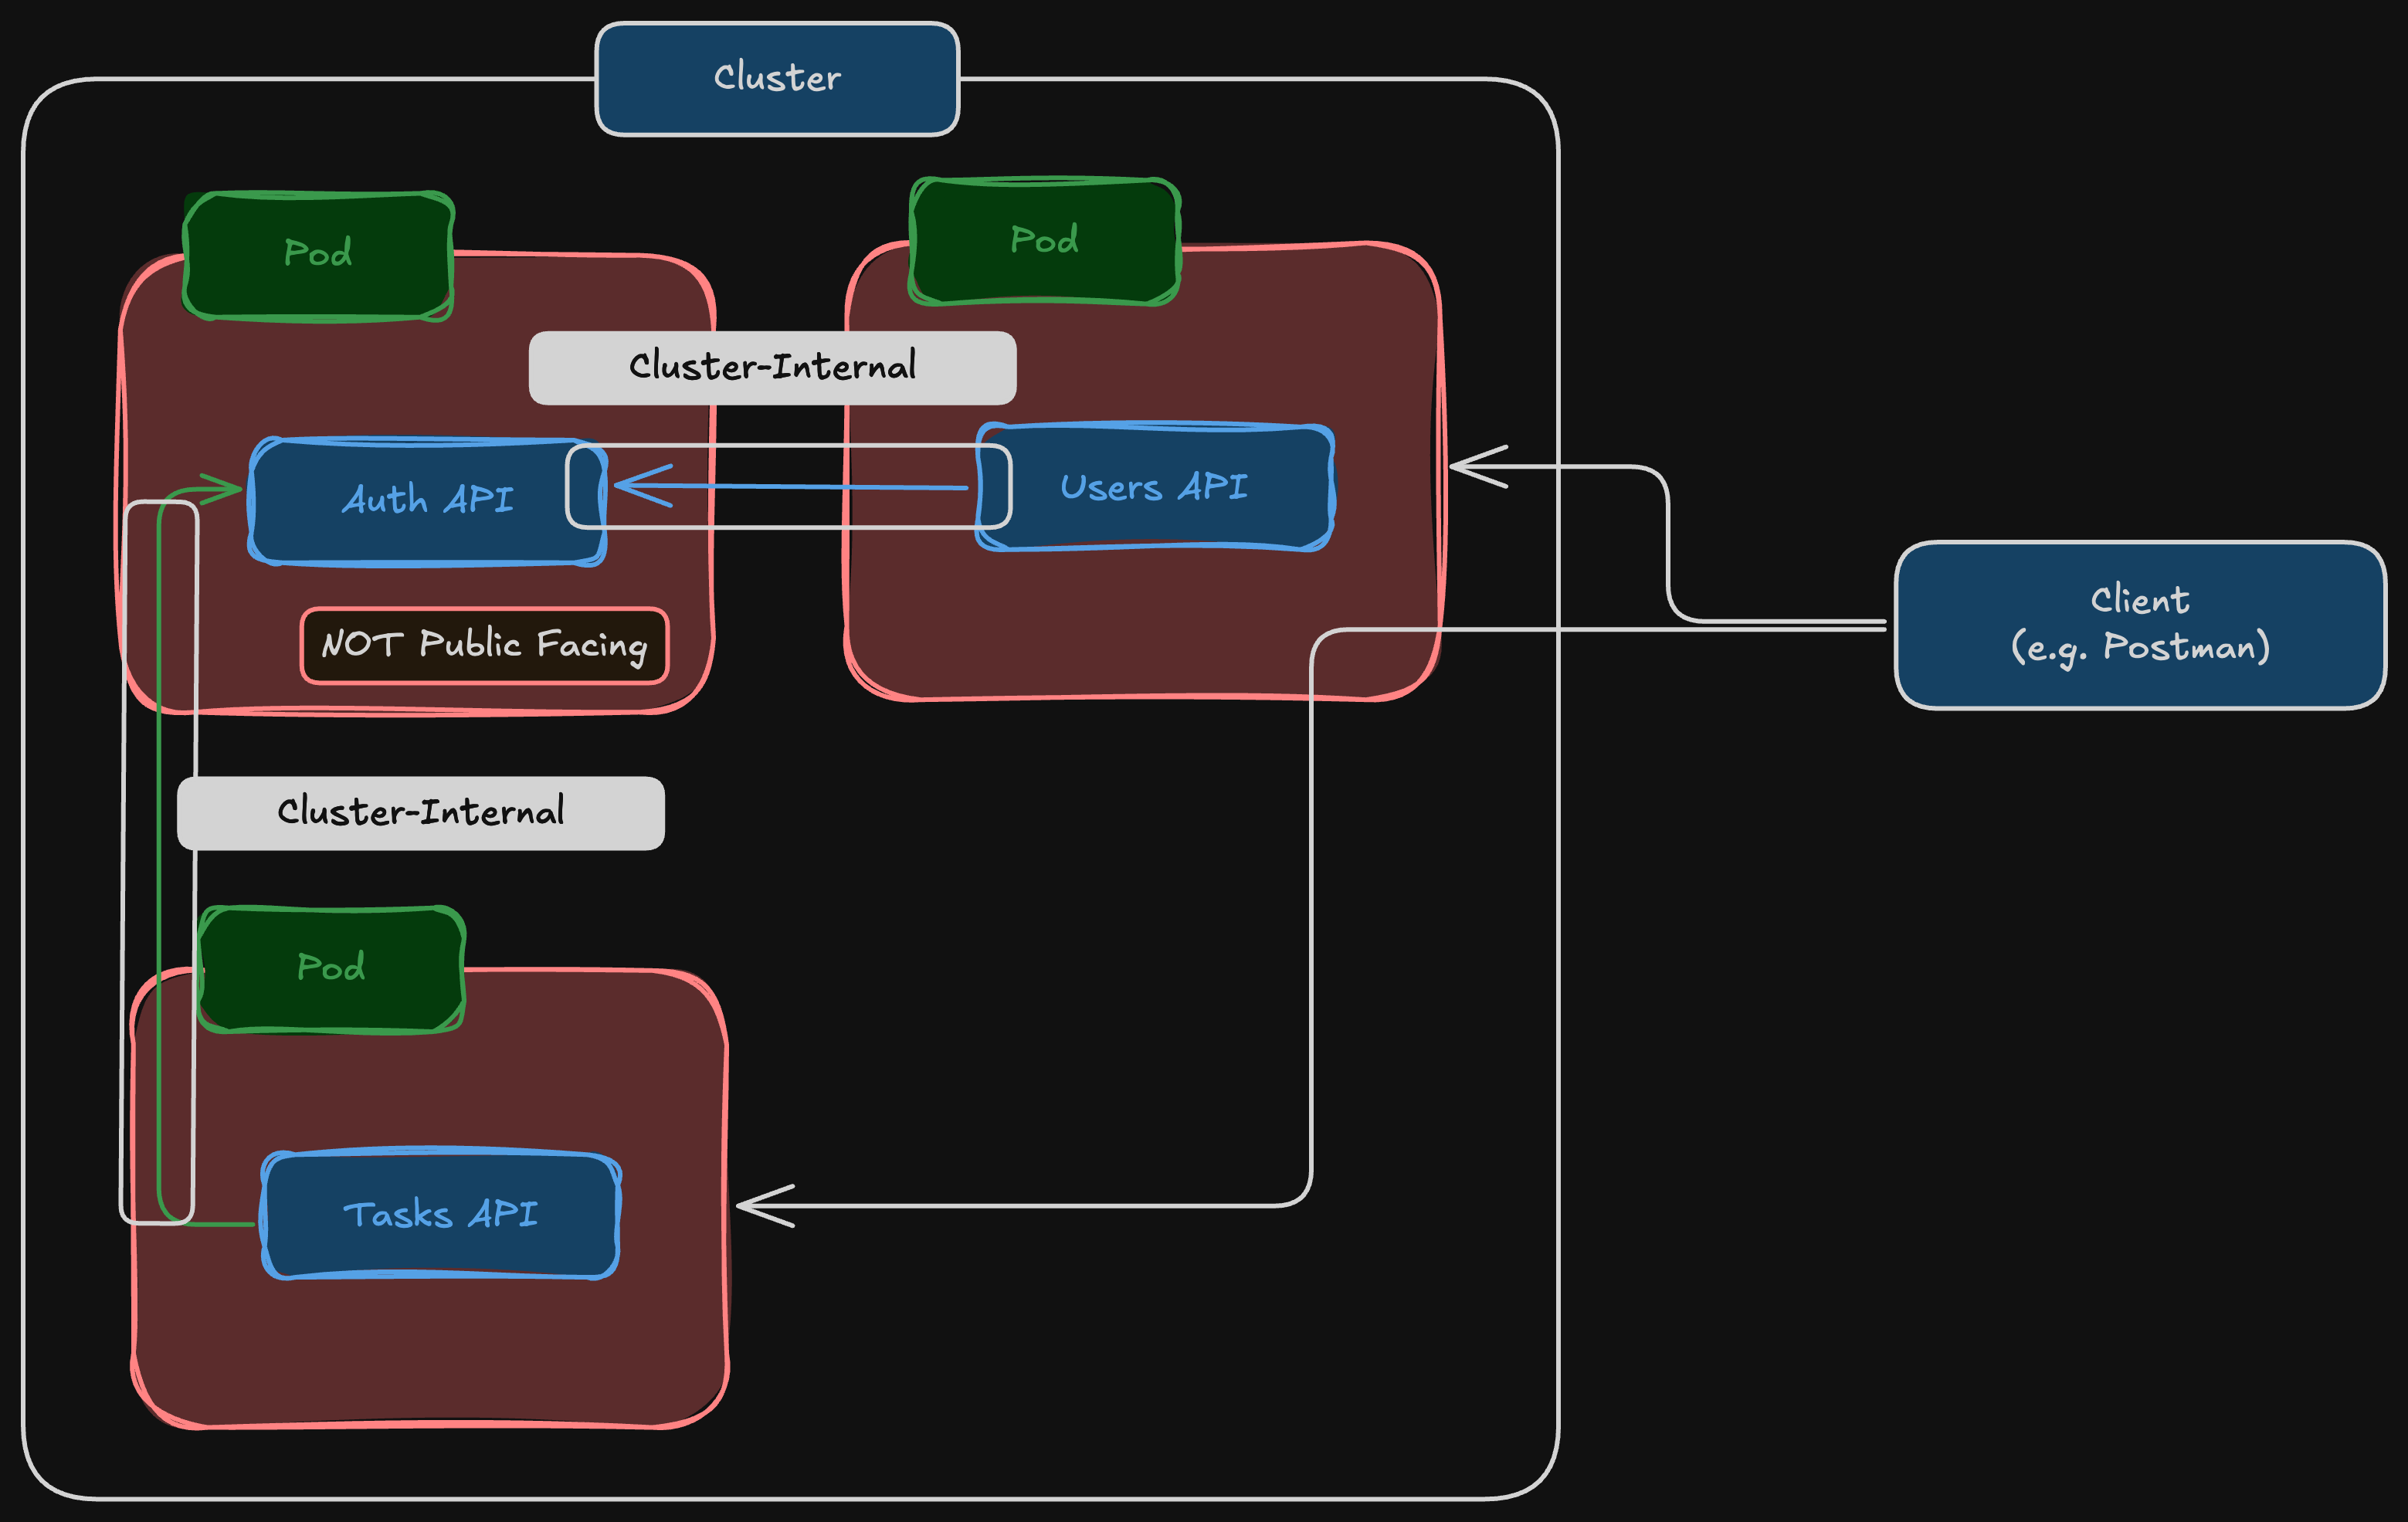 Cluster
Pod
Pod
Cluster-Internal
Auth API
Users API
NOT Public Facing
Client
(e.g. Postman)
Cluster-Internal
Pod
Tasks API